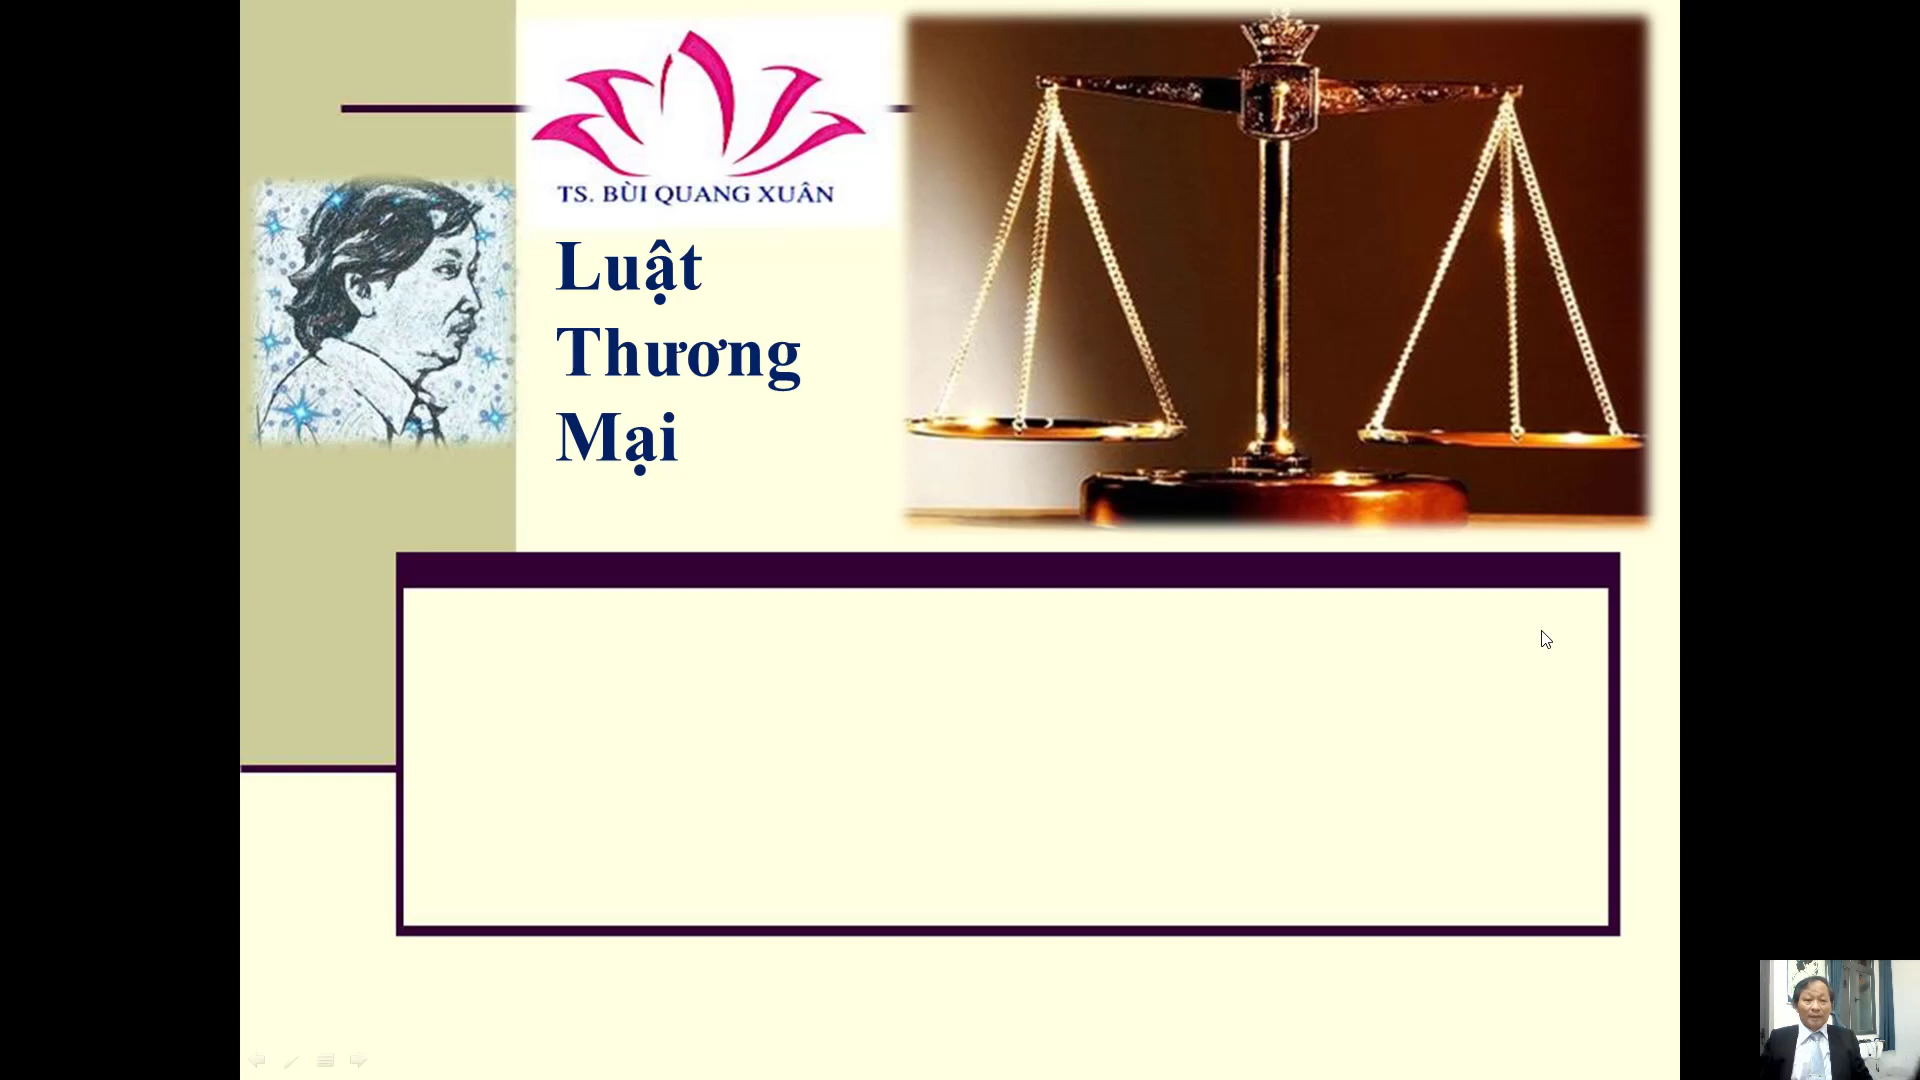 TS. BÙI QUANG XUÂN
Luật
Thương
Mại